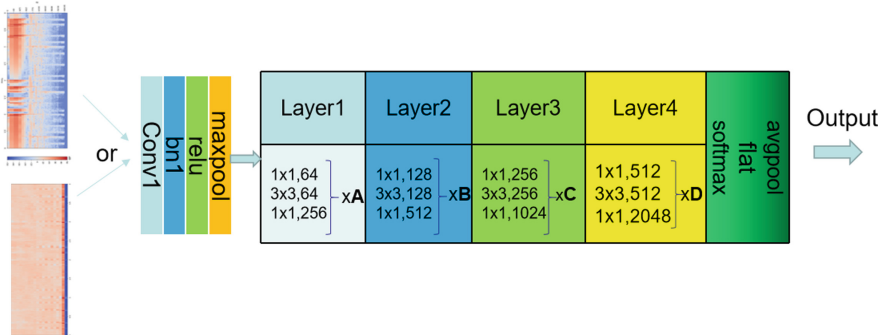 or
Conv1
bn1
relu
maxpool
Layer1
Layer2
Layer3
Layer4
1x1,64
3x3,64
1x1,256
xA
1x1,128
3x3,128
1x1,512
xB
1x1,256
3x3,256
1x1,1024
xC
1x1,512
3x3,512
1x1,2048
xD
avgpool
flat
softmax
Output